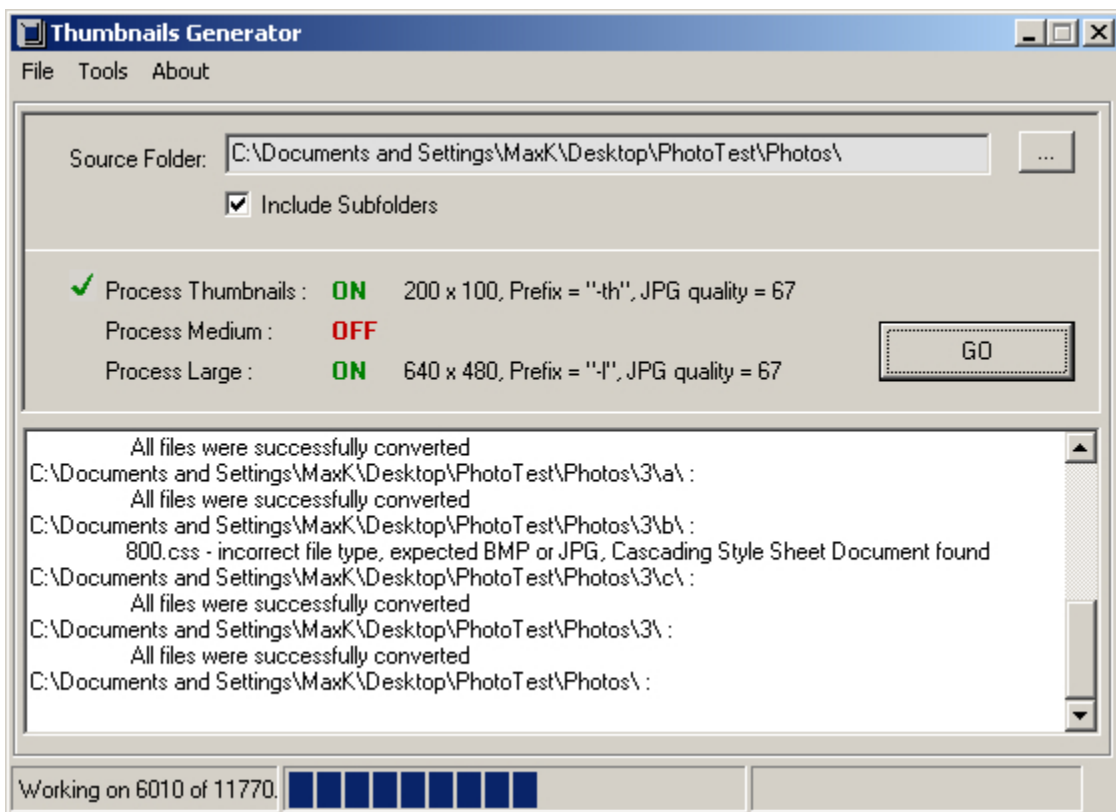 Thumbnails Generator
File Tools About
Source Folder: C:\Documents and Settings\MaxK\Desktop\PhotoTest\Photos\ ...
Include Subfolders
Process Thumbnails : ON 200 x 100, Prefix = "-th", JPG quality = 67
Process Medium : OFF
Process Large : ON 640 x 480, Prefix = "-l", JPG quality = 67
GO
All files were successfully converted
C:\Documents and Settings\MaxK\Desktop\PhotoTest\Photos\3\a\ :
All files were successfully converted
C:\Documents and Settings\MaxK\Desktop\PhotoTest\Photos\3\b\ :
800.css - incorrect file type, expected BMP or JPG, Cascading Style Sheet Document found
C:\Documents and Settings\MaxK\Desktop\PhotoTest\Photos\3\c\ :
All files were successfully converted
C:\Documents and Settings\MaxK\Desktop\PhotoTest\Photos\3\ :
All files were successfully converted
C:\Documents and Settings\MaxK\Desktop\PhotoTest\Photos\ :
Working on 6010 of 11770.